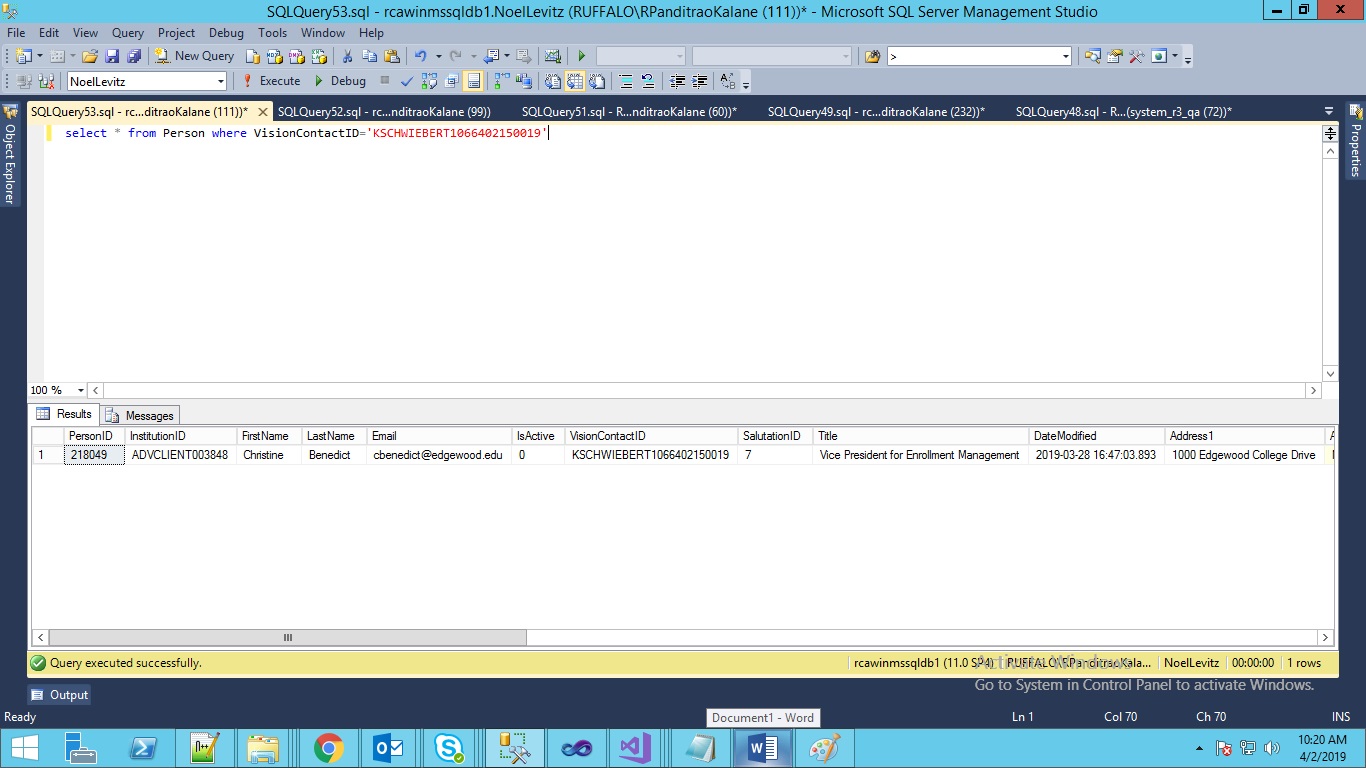 SQLQuery53.sql - rcawinmssqldb1.NoelLevitz (RUFFALO\RPanditraoKalane (111))* - Microsoft SQL Server Management Studio
File Edit View Query Project Debug Tools Window Help
New Query >
NoelLevitz Execute Debug
SQLQuery53.sql - rc...ditraoKalane (111))* SQLQuery52.sql - rc...nditraoKalane (99)) SQLQuery51.sql - R...nditraoKalane (60))* SQLQuery49.sql - rc...ditraoKalane (232))* SQLQuery48.sql - R...(system_r3_qa (72))*
Object Explorer
Properties
select * from Person where VisionContactID='KSCHWIEBERT1066402150019'
100 %
Results Messages
PersonID InstitutionID FirstName LastName Email IsActive VisionContactID SalutationID Title DateModified Address1
1 218049 ADVCLIENT003848 Christine Benedict cbenedict@edgewood.edu 0 KSCHWIEBERT1066402150019 7 Vice President for Enrollment Management 2019-03-28 16:47:03.893 1000 Edgewood College Drive
Query executed successfully. rcawinmssqldb1 (11.0 SP4) RUFFALO\RPanditraoKala... NoelLevitz 00:00:00 1 rows
Activate Windows
Go to System in Control Panel to activate Windows.
Output
Ready Ln 1 Col 70 Ch 70 INS
Document1 - Word
10:20 AM
4/2/2019